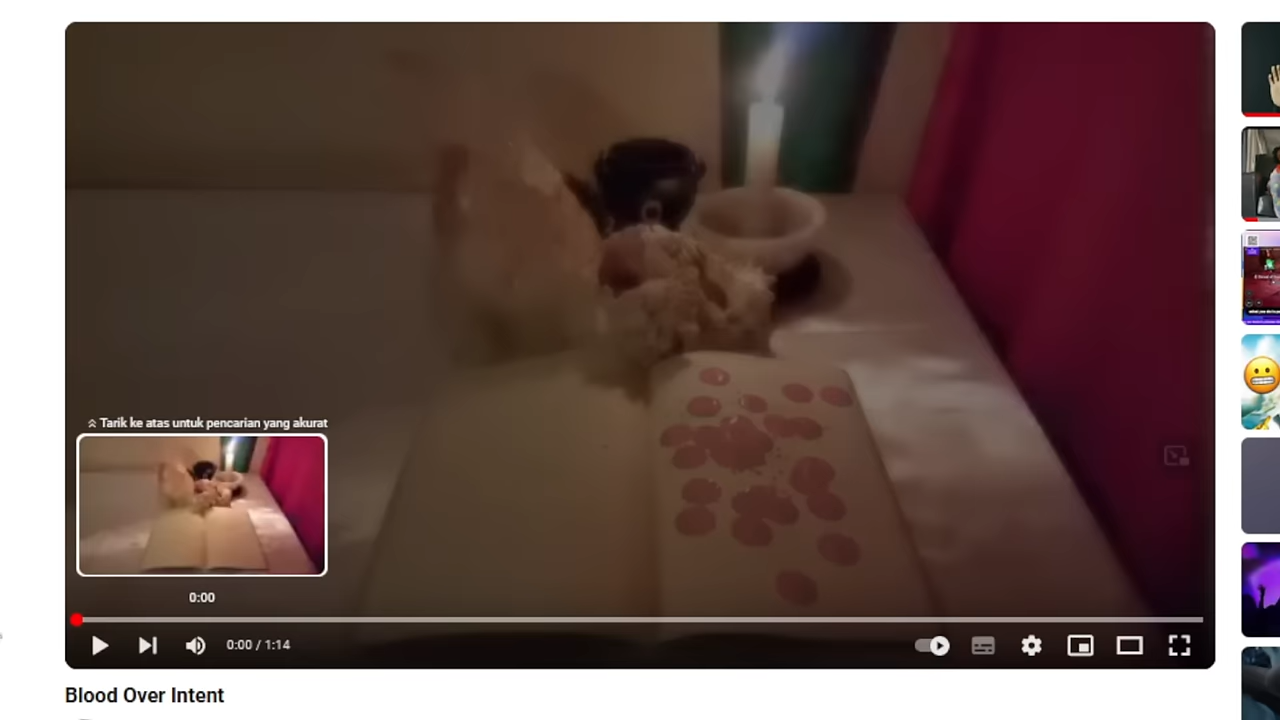 Tarik ke atas untuk pencarian yang akurat
0:00
0:00 / 1:14
Blood Over Intent